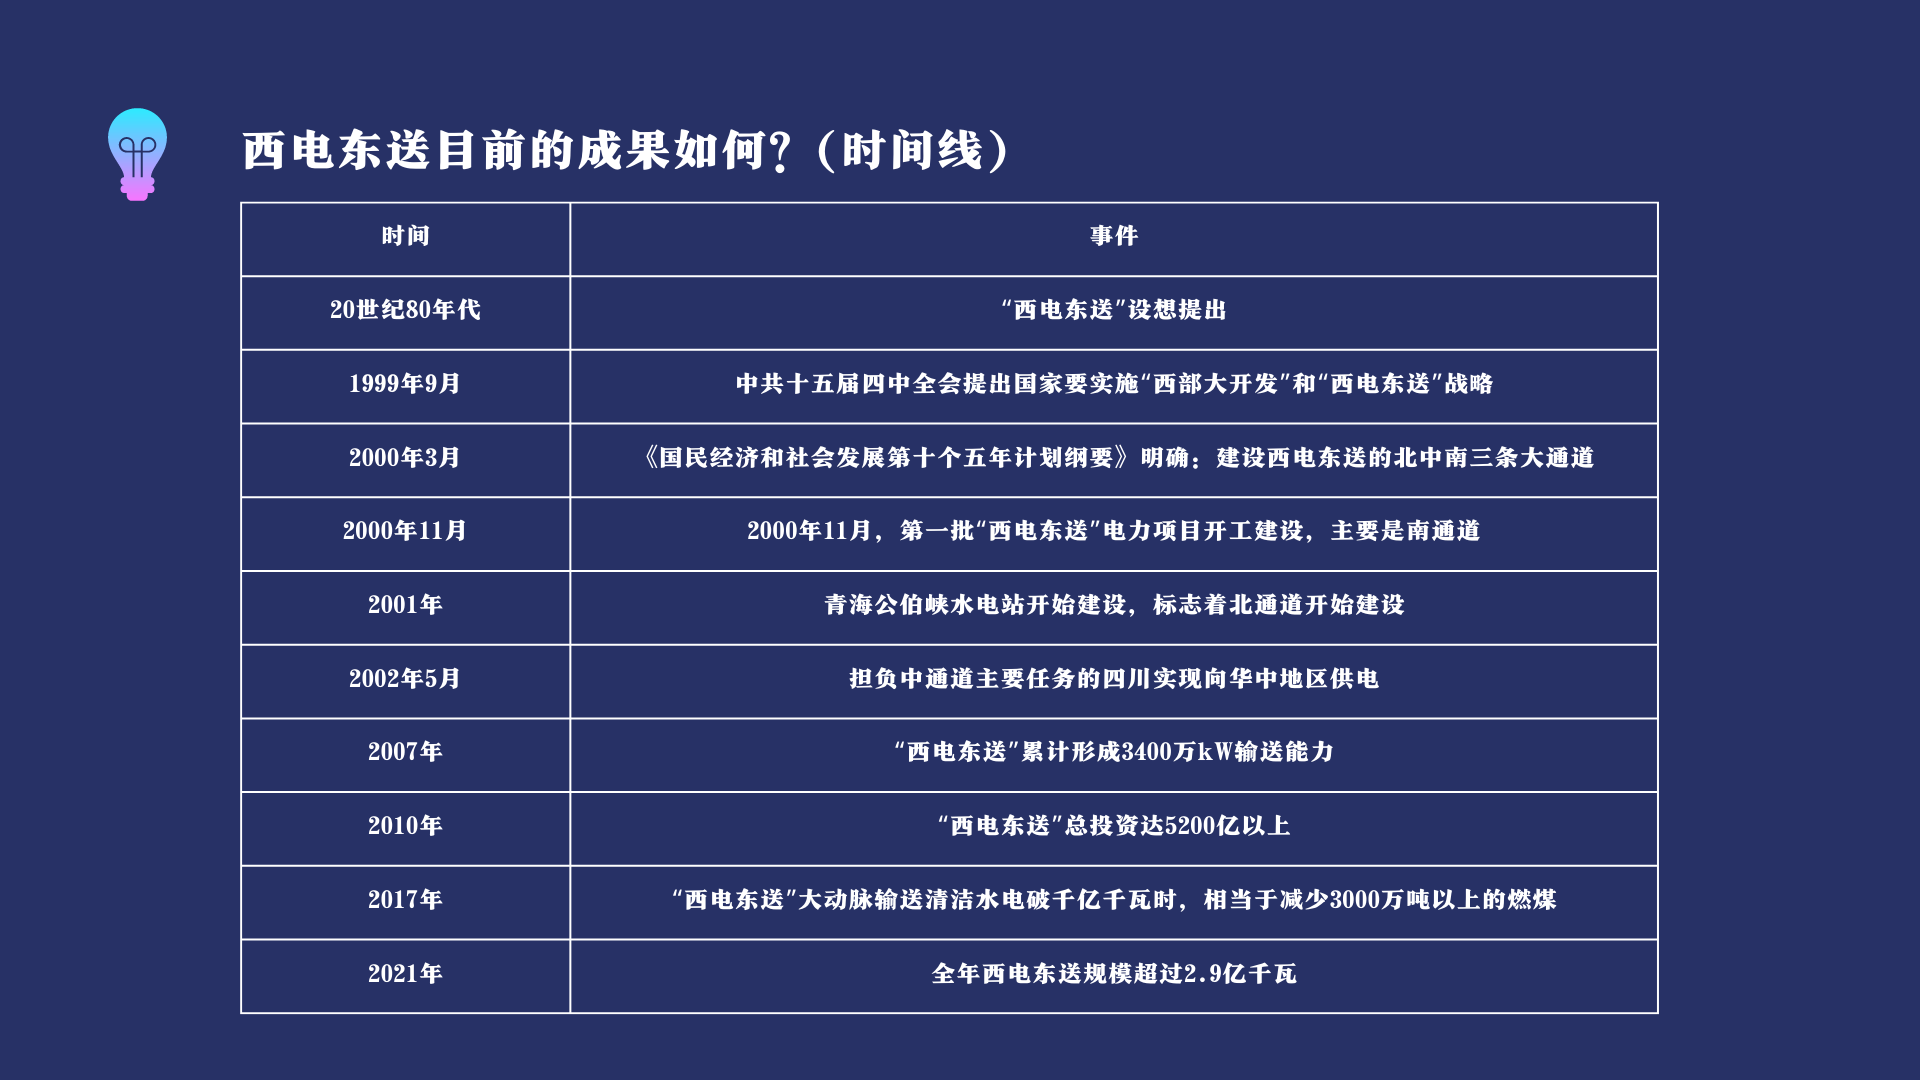 西电东送目前的成果如何?(时间线)
时间 事件
20世纪80年代 “西电东送”设想提出
1999年9月 中共十五届四中全会提出国家要实施“西部大开发”和“西电东送”战略
2000年3月 《国民经济和社会发展第十个五年计划纲要》明确：建设西电东送的北中南三条大通道
2000年11月 2000年11月，第一批“西电东送”电力项目开工建设，主要是南通道
2001年 青海公伯峡水电站开始建设，标志着北通道开始建设
2002年5月 担负中通道主要任务的四川实现向华中地区供电
2007年 “西电东送”累计形成3400万kW输送能力
2010年 “西电东送”总投资达5200亿以上
2017年 “西电东送”大动脉输送清洁水电破千亿千瓦时，相当于减少3000万吨以上的燃煤
2021年 全年西电东送规模超过2.9亿千瓦